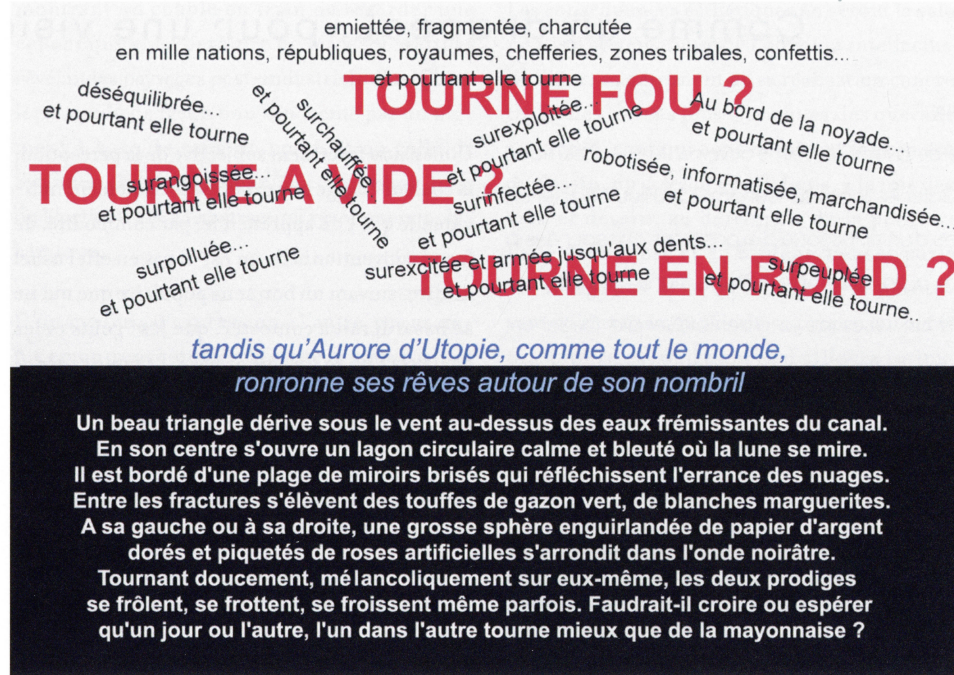 emiettée, fragmentée, charcutée
en mille nations, républiques, royaumes, chefferies, zones tribales, confettis...
et pourtant elle tourne
TOURNE FOU ?
déséquilibrée...
et pourtant elle tourne
surchauffée...
et pourtant elle tourne
surexploitée...
et pourtant elle tourne
Au bord de la noyade...
et pourtant elle tourne
TOURNE A VIDE ?
surangoissée...
et pourtant elle tourne
surinfectée...
et pourtant elle tourne
robotisée, informatisée, marchandisée...
et pourtant elle tourne
surpolluée...
et pourtant elle tourne
surexcitée et armée jusqu'aux dents...
et pourtant elle tourne
TOURNE EN ROND ?
surpeuplée
et pourtant elle tourne..
tandis qu'Aurore d'Utopie, comme tout le monde,
ronronne ses rêves autour de son nombril
Un beau triangle dérive sous le vent au-dessus des eaux frémissantes du canal.
En son centre s'ouvre un lagon circulaire calme et bleuté où la lune se mire.
Il est bordé d'une plage de miroirs brisés qui réfléchissent l'errance des nuages.
Entre les fractures s'élèvent des touffes de gazon vert, de blanches marguerites.
A sa gauche ou à sa droite, une grosse sphère enguirlandée de papier d'argent
dorés et piquetés de roses artificielles s'arrondit dans l'onde noirâtre.
Tournant doucement, mélancoliquement sur eux-même, les deux prodiges
se frôlent, se frottent, se froissent même parfois. Faudrait-il croire ou espérer
qu'un jour ou l'autre, l'un dans l'autre tourne mieux que de la mayonnaise ?